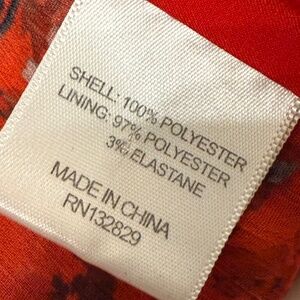 SHELL: 100% POLYESTER
LINING: 97% POLYESTER
3% ELASTANE
MADE IN CHINA
RN132829